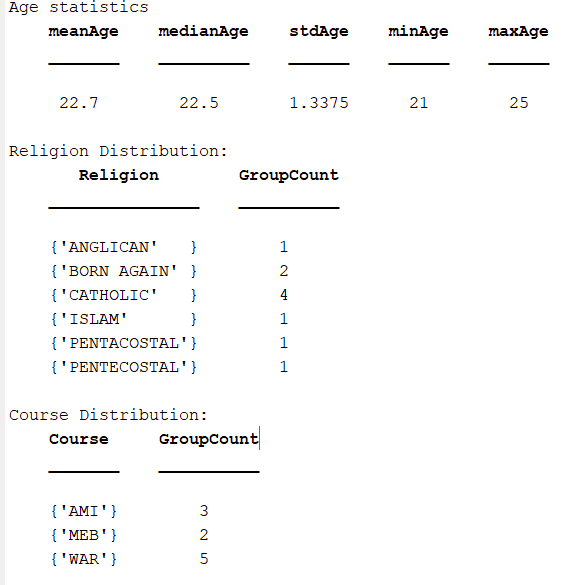 Age statistics
meanAge medianAge stdAge minAge maxAge
22.7 22.5 1.3375 21 25
Religion Distribution:
Religion GroupCount
{'ANGLICAN' } 1
{'BORN AGAIN' } 2
{'CATHOLIC' } 4
{'ISLAM' } 1
{'PENTACOSTAL'} 1
{'PENTECOSTAL'} 1
Course Distribution:
Course GroupCount
{'AMI'} 3
{'MEB'} 2
{'WAR'} 5